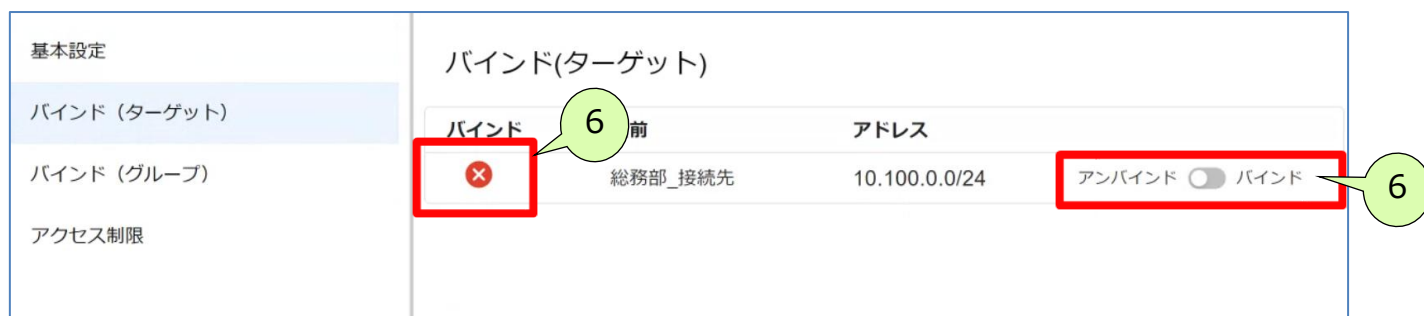 基本設定
バインド（ターゲット）
バインド（グループ）
アクセス制限
バインド(ターゲット)
バインド 前 アドレス
6
総務部_接続先 10.100.0.0/24 アンバインド バインド
6